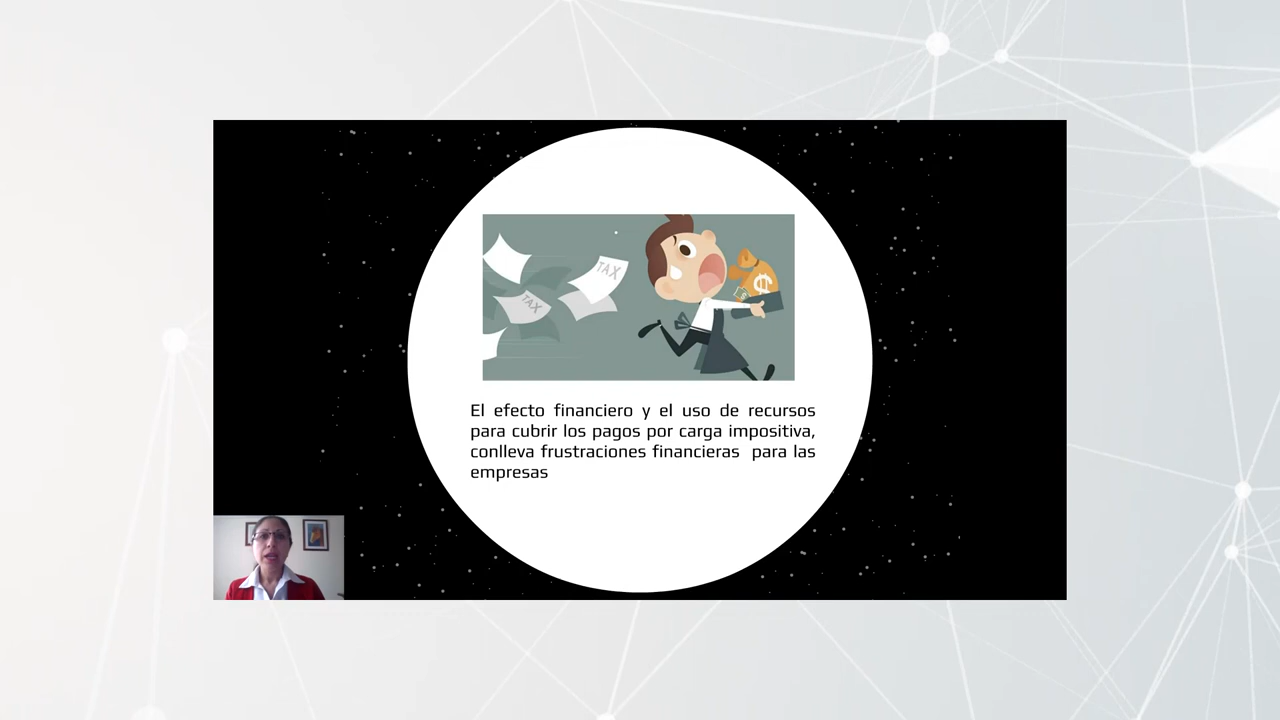 TAX
TAX
El efecto financiero y el uso de recursos
para cubrir los pagos por carga impositiva,
conlleva frustraciones financieras para las
empresas